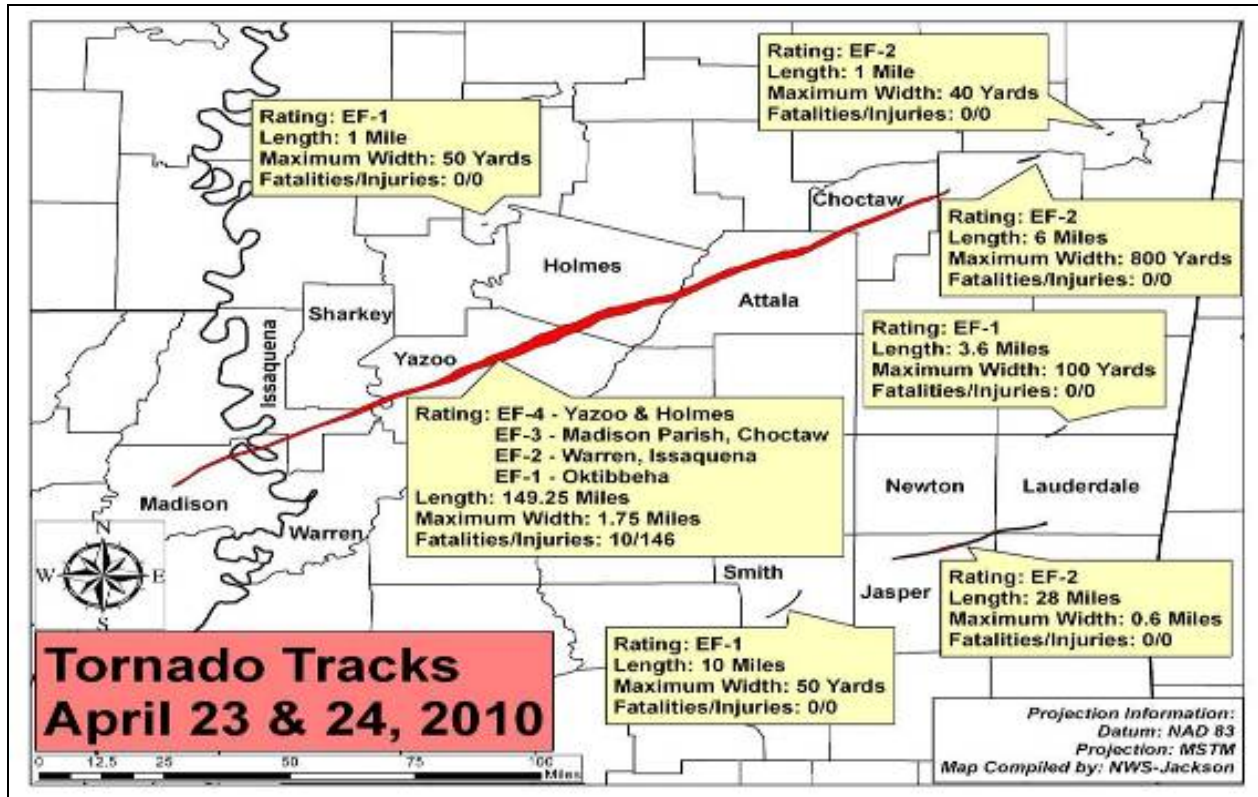 Rating: EF-2
Length: 1 Mile
Maximum Width: 40 Yards
Fatalities/Injuries: 0/0
Rating: EF-1
Length: 1 Mile
Maximum Width: 50 Yards
Fatalities/Injuries: 0/0
Choctaw
Rating: EF-2
Length: 6 Miles
Maximum Width: 800 Yards
Fatalities/Injuries: 0/0
Holmes
Attala
Sharkey
Issaquena
Yazoo
Rating: EF-1
Length: 3.6 Miles
Maximum Width: 100 Yards
Fatalities/Injuries: 0/0
Rating: EF-4 - Yazoo & Holmes
EF-3 - Madison Parish, Choctaw
EF-2 - Warren, Issaquena
EF-1 - Oktibbeha
Length: 149.25 Miles
Maximum Width: 1.75 Miles
Fatalities/Injuries: 10/146
Madison
Warren
Newton
Lauderdale
N
W E
S
Smith
Jasper
Rating: EF-2
Length: 28 Miles
Maximum Width: 0.6 Miles
Fatalities/Injuries: 0/0
Rating: EF-1
Length: 10 Miles
Maximum Width: 50 Yards
Fatalities/Injuries: 0/0
Tornado Tracks
April 23 & 24, 2010
0 12.5 25 50 75 100
Miles
Projection Information:
Datum: NAD 83
Projection: MSTM
Map Compiled by: NWS-Jackson